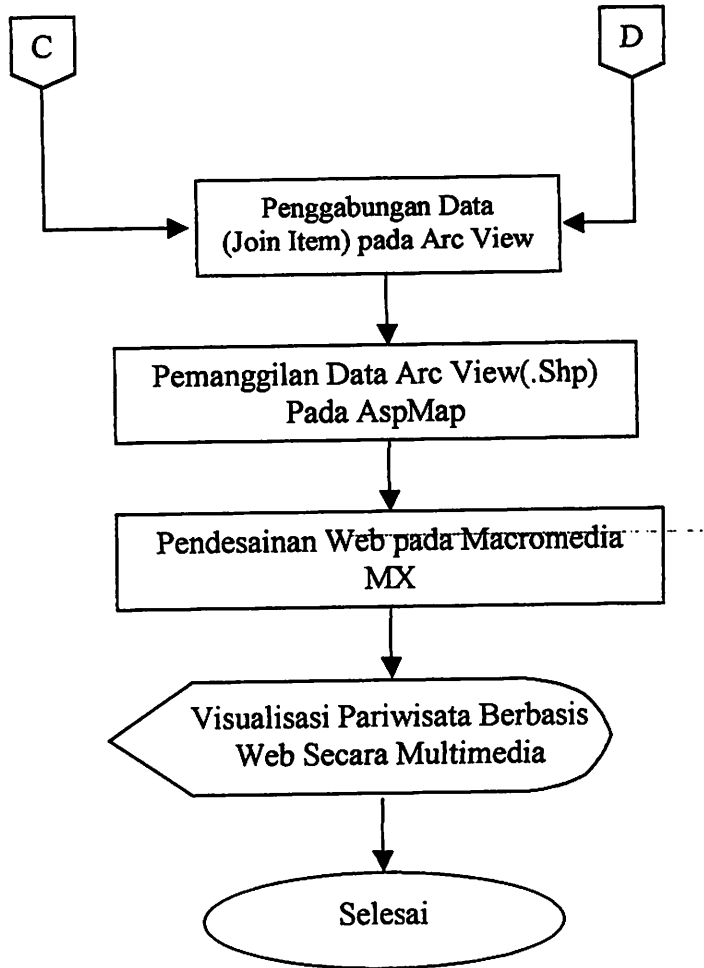 C
D
Penggabungan Data
(Join Item) pada Arc View
Pemanggilan Data Arc View(.Shp)
Pada AspMap
Pendesainan Web pada Macromedia
MX
Visualisasi Pariwisata Berbasis
Web Secara Multimedia
Selesai